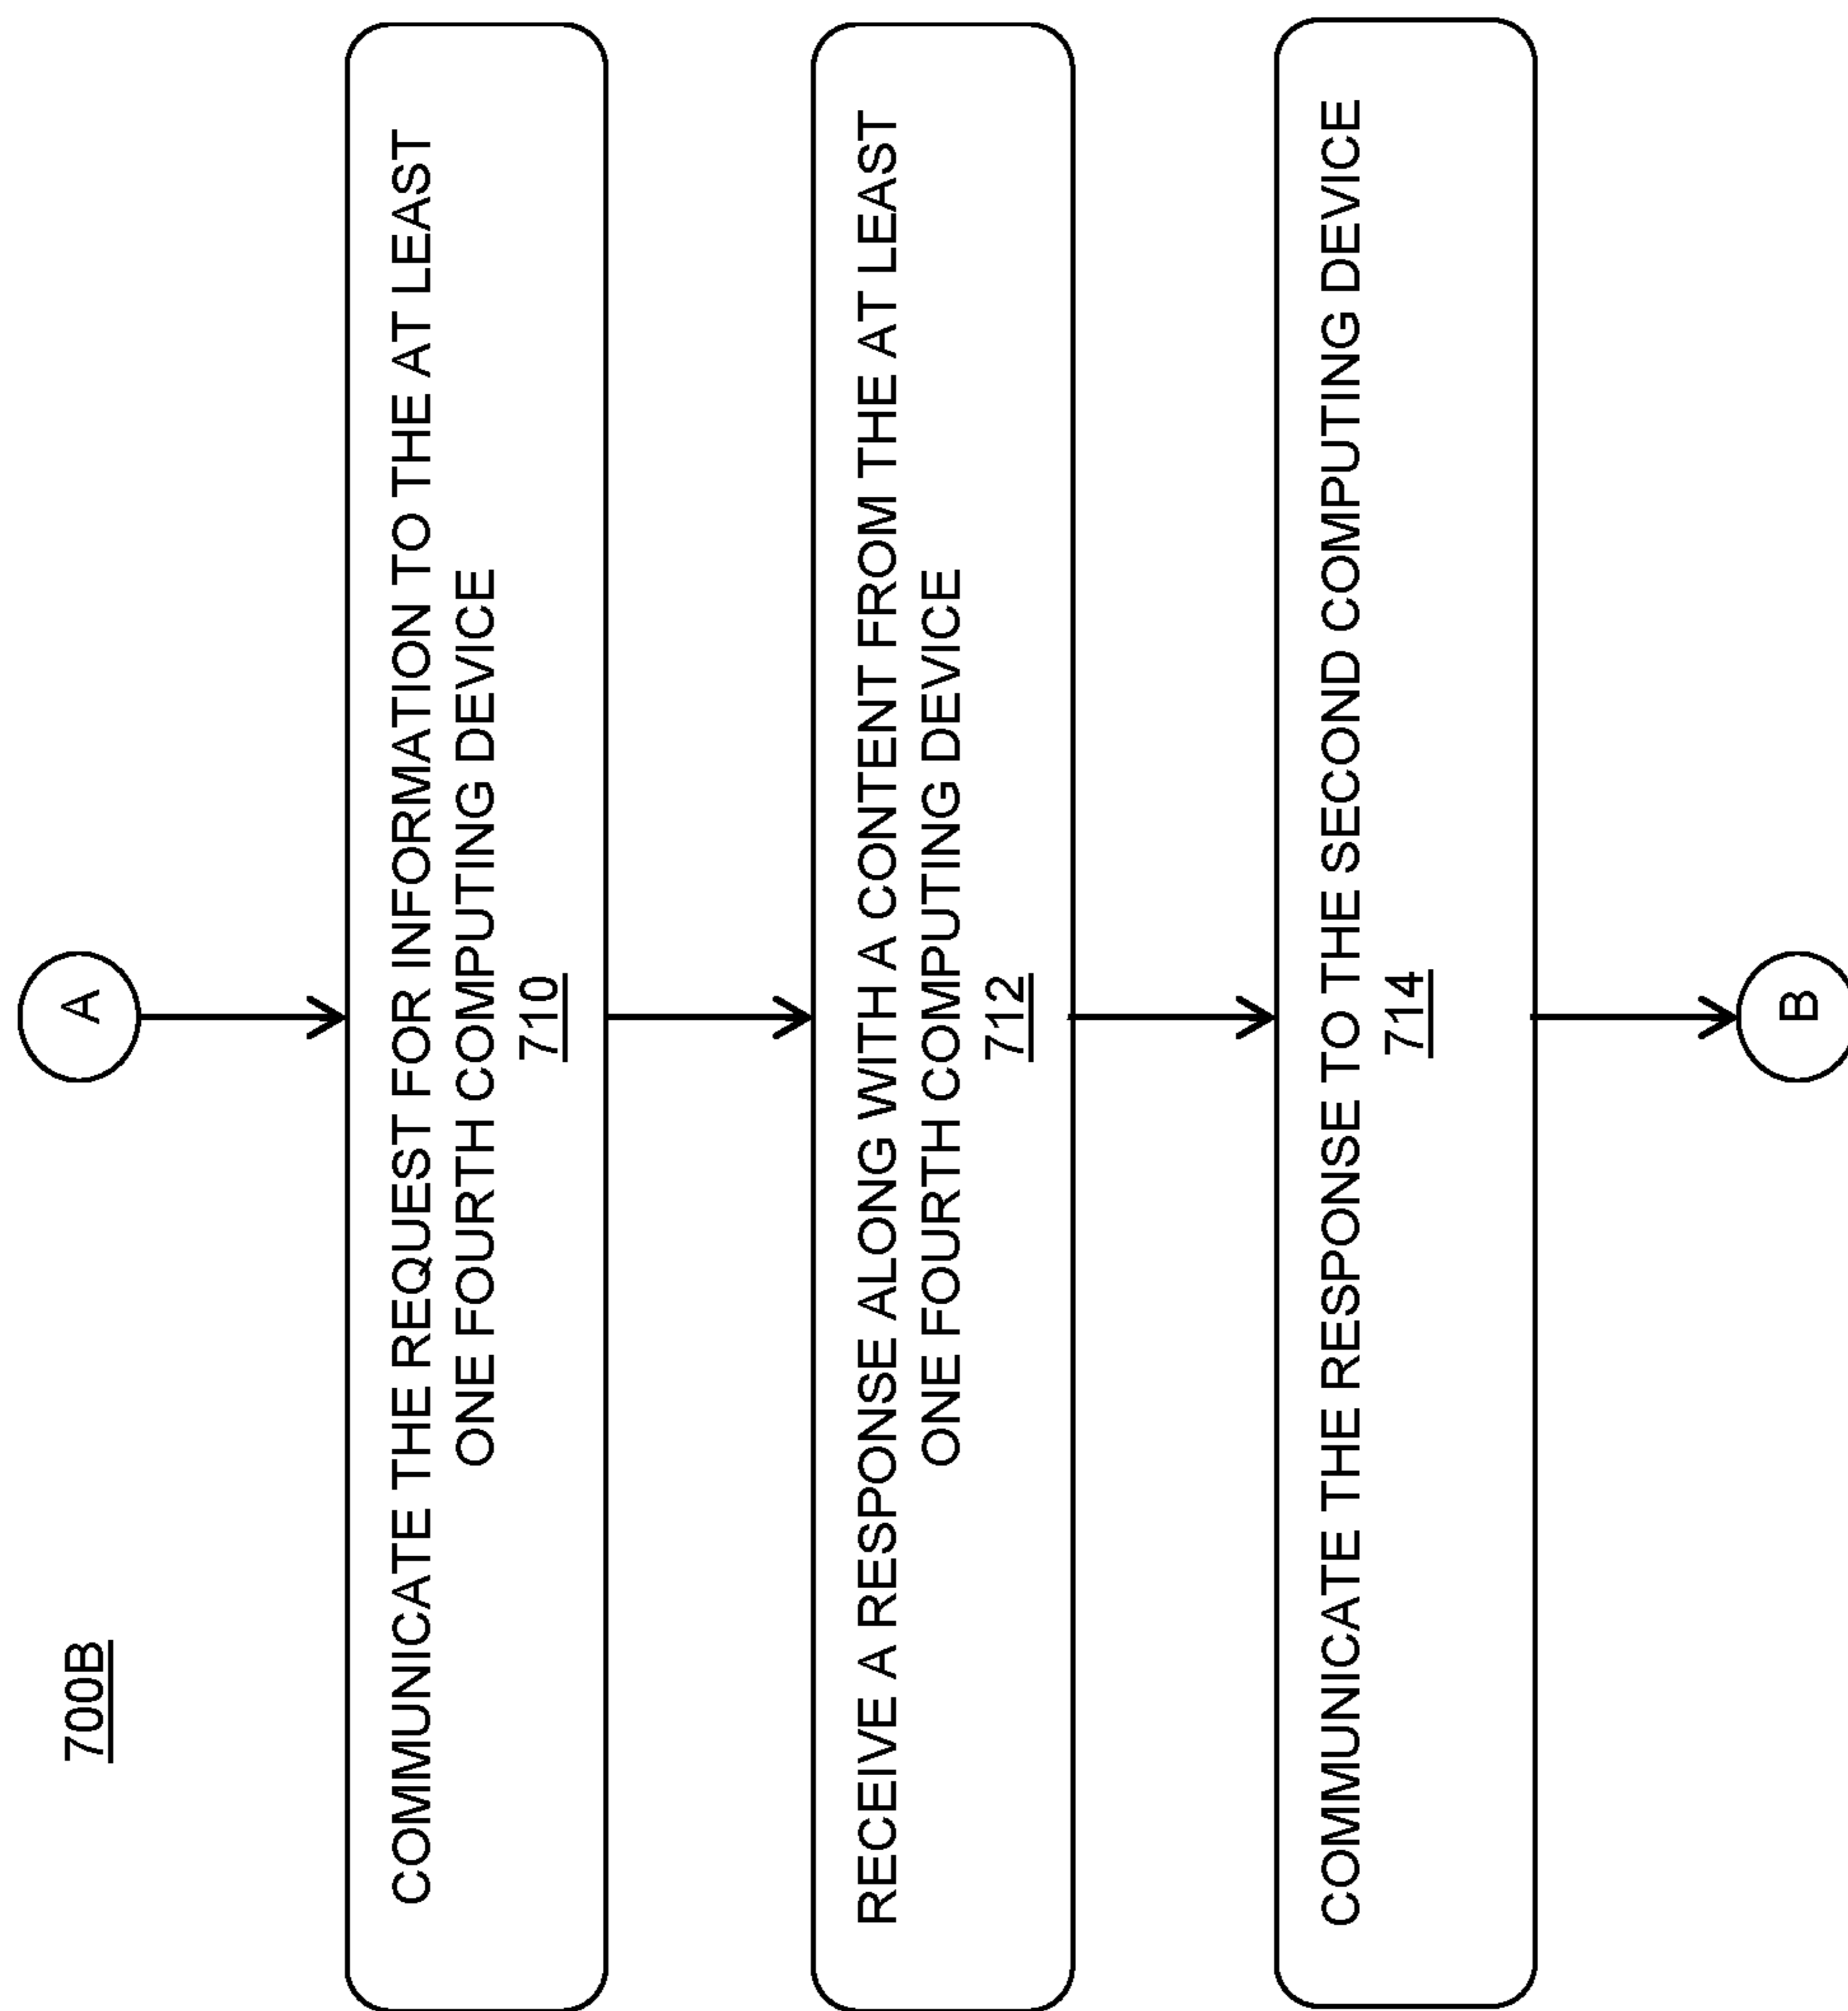 700B
A
COMMUNICATE THE REQUEST FOR INFORMATION TO THE AT LEAST
ONE FOURTH COMPUTING DEVICE
710
RECEIVE A RESPONSE ALONG WITH A CONTENT FROM THE AT LEAST
ONE FOURTH COMPUTING DEVICE
712
COMMUNICATE THE RESPONSE TO THE SECOND COMPUTING DEVICE
714
B